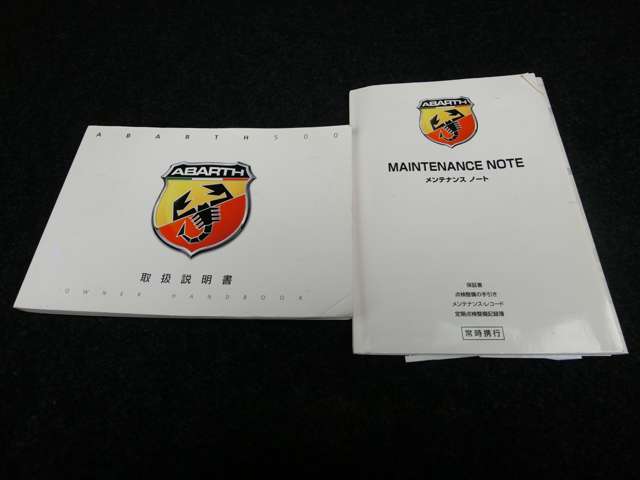 ABARTH 500
ABARTH
取扱説明書
OWNER HANDBOOK
ABARTH
MAINTENANCE NOTE
メンテナンス ノート
保証書
点検整備の手引き
メンテナンス・レコード
定期点検整備記録簿
常時携行